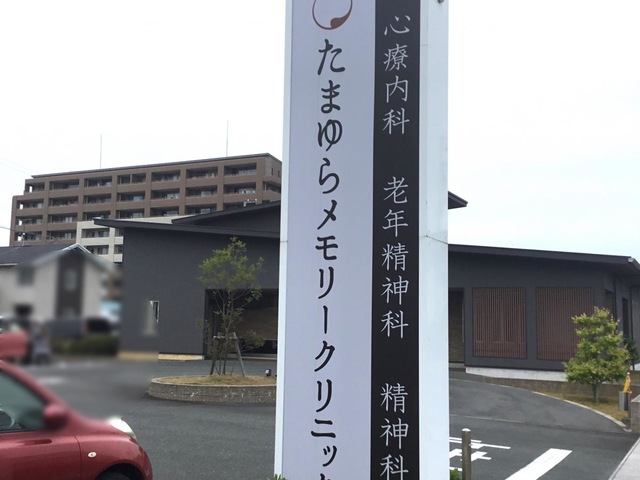 心療内科 老年精神科 精神科
たまゆらメモリークリニック